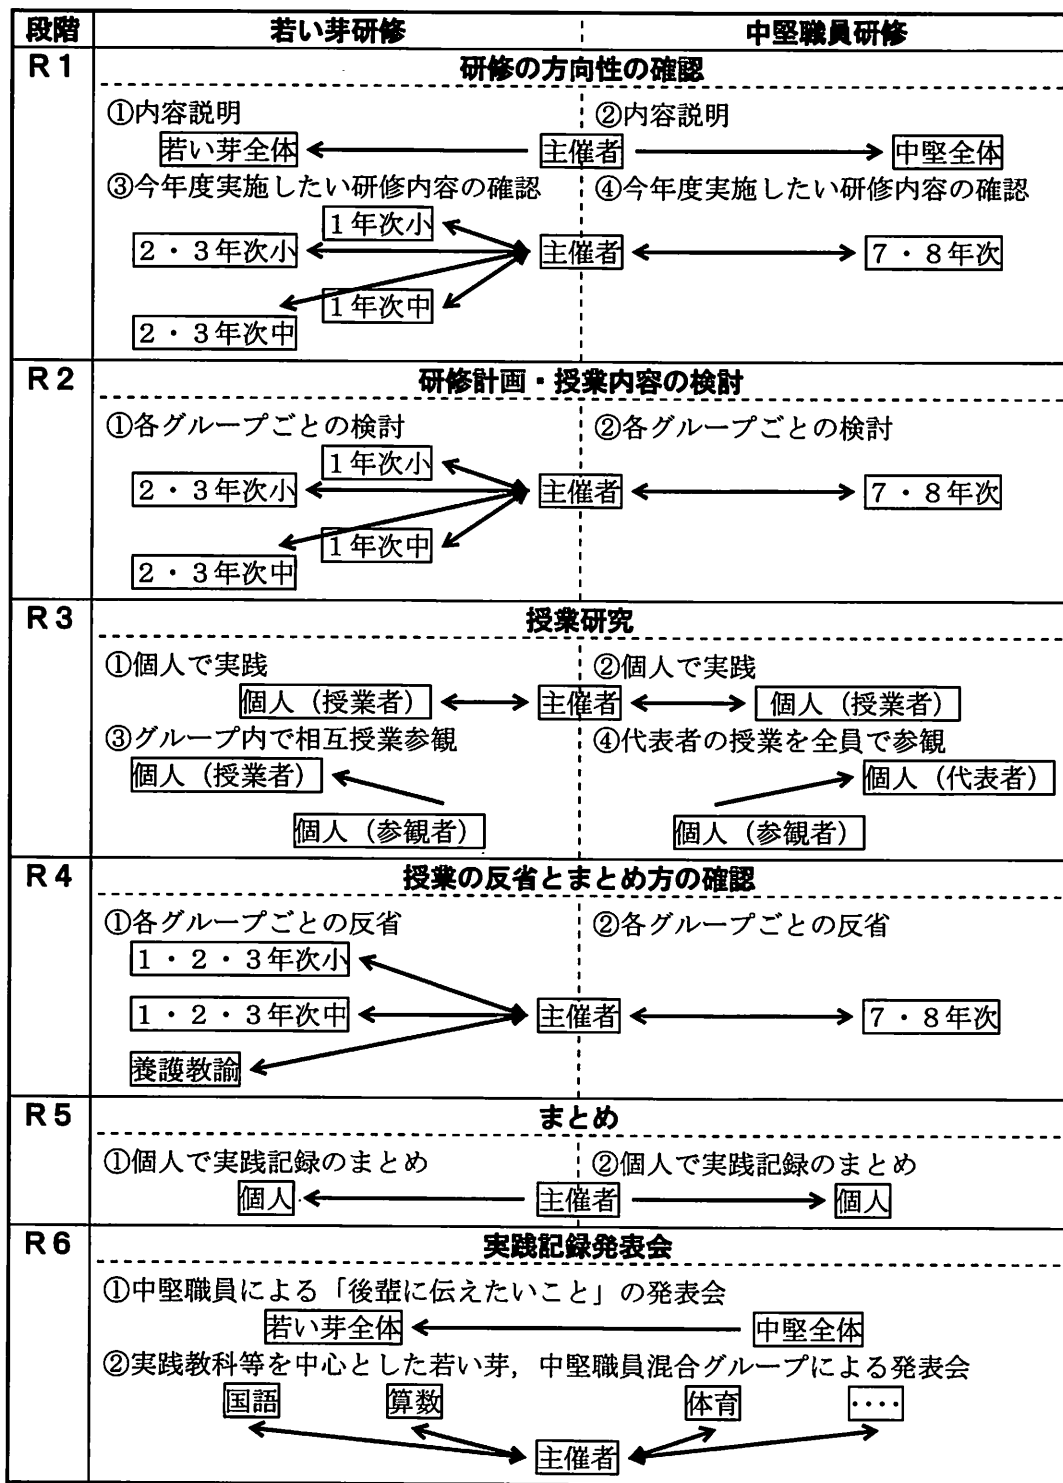 段階 若い芽研修 中堅職員研修
R1 研修の方向性の確認
①内容説明 ②内容説明
若い芽全体 主催者 中堅全体
③今年度実施したい研修内容の確認 ④今年度実施したい研修内容の確認
1年次小
2・3年次小 主催者 7・8年次
1年次中
2・3年次中
R2 研修計画・授業内容の検討
①各グループごとの検討 ②各グループごとの検討
1年次小
2・3年次小 主催者 7・8年次
1年次中
2・3年次中
R3 授業研究
①個人で実践 ②個人で実践
個人（授業者） 主催者 個人（授業者）
③グループ内で相互授業参観 ④代表者の授業を全員で参観
個人（授業者） 個人（代表者）
個人（参観者） 個人（参観者）
R4 授業の反省とまとめ方の確認
①各グループごとの反省 ②各グループごとの反省
1・2・3年次小
1・2・3年次中 主催者 7・8年次
養護教諭
R5 まとめ
①個人で実践記録のまとめ ②個人で実践記録のまとめ
個人 主催者 個人
R6 実践記録発表会
①中堅職員による「後輩に伝えたいこと」の発表会
若い芽全体 中堅全体
②実践教科等を中心とした若い芽，中堅職員混合グループによる発表会
国語 算数 体育 ‥‥
主催者